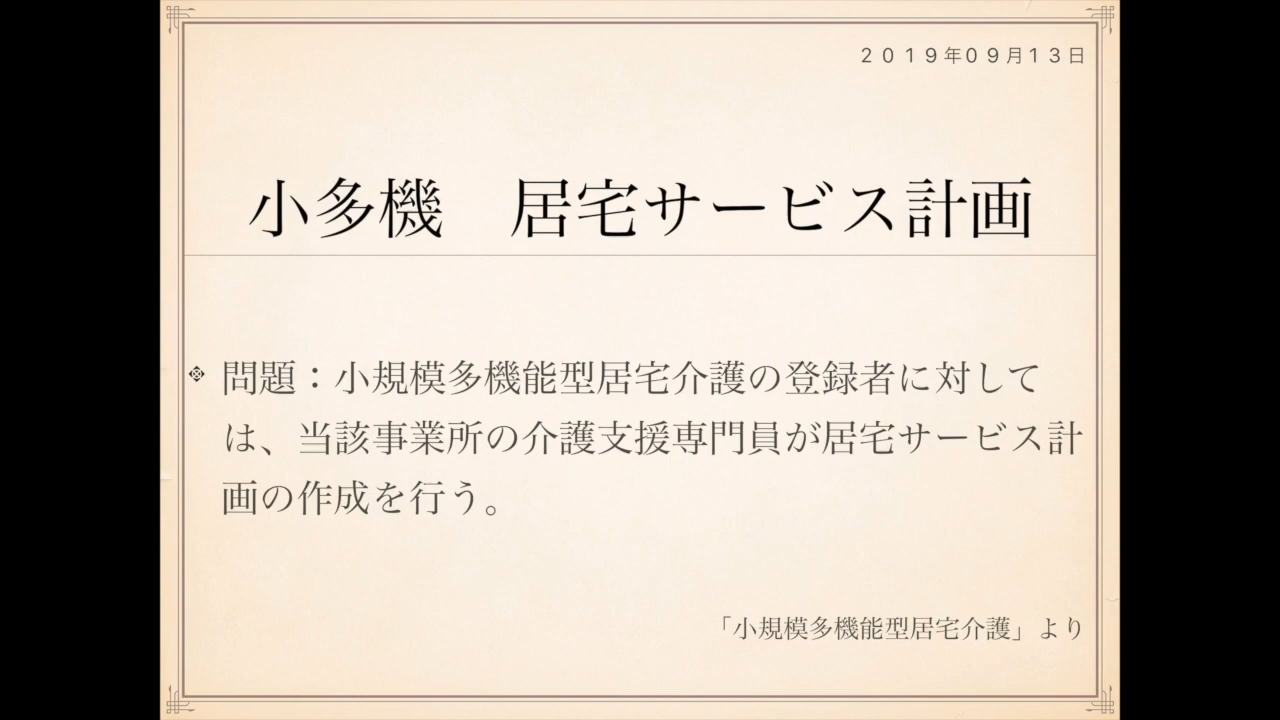 ２０１９年０９月１３日
小多機　居宅サービス計画
問題：小規模多機能型居宅介護の登録者に対して
は、当該事業所の介護支援専門員が居宅サービス計
画の作成を行う。
「小規模多機能型居宅介護」より